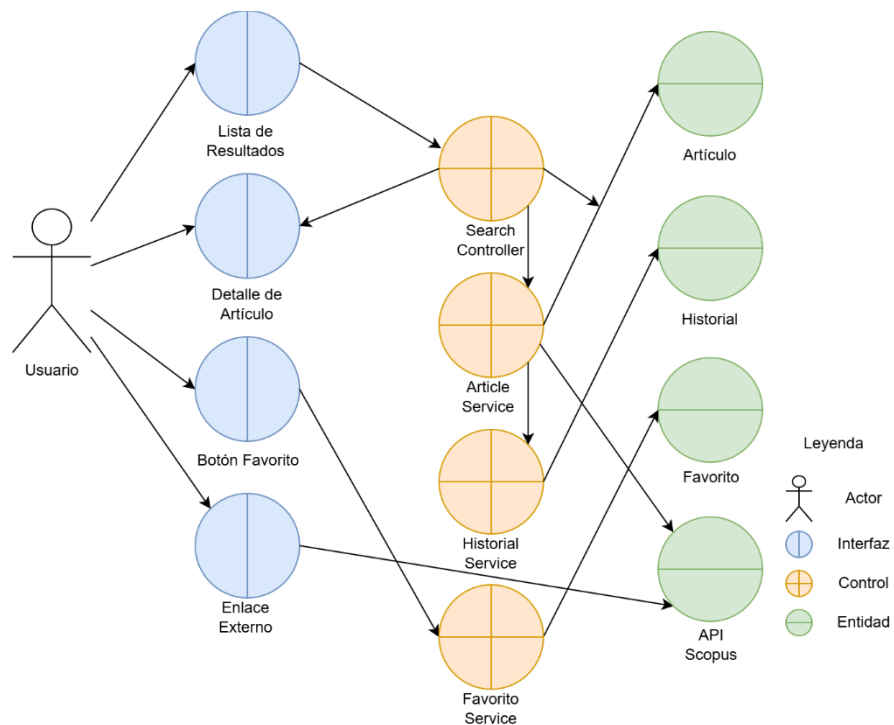 Lista de
Resultados
Detalle de
Artículo
Usuario
Botón Favorito
Enlace
Externo
Search
Controller
Article
Service
Historial
Service
Favorito
Service
Artículo
Historial
Favorito
API
Scopus
Leyenda
Actor
Interfaz
Control
Entidad